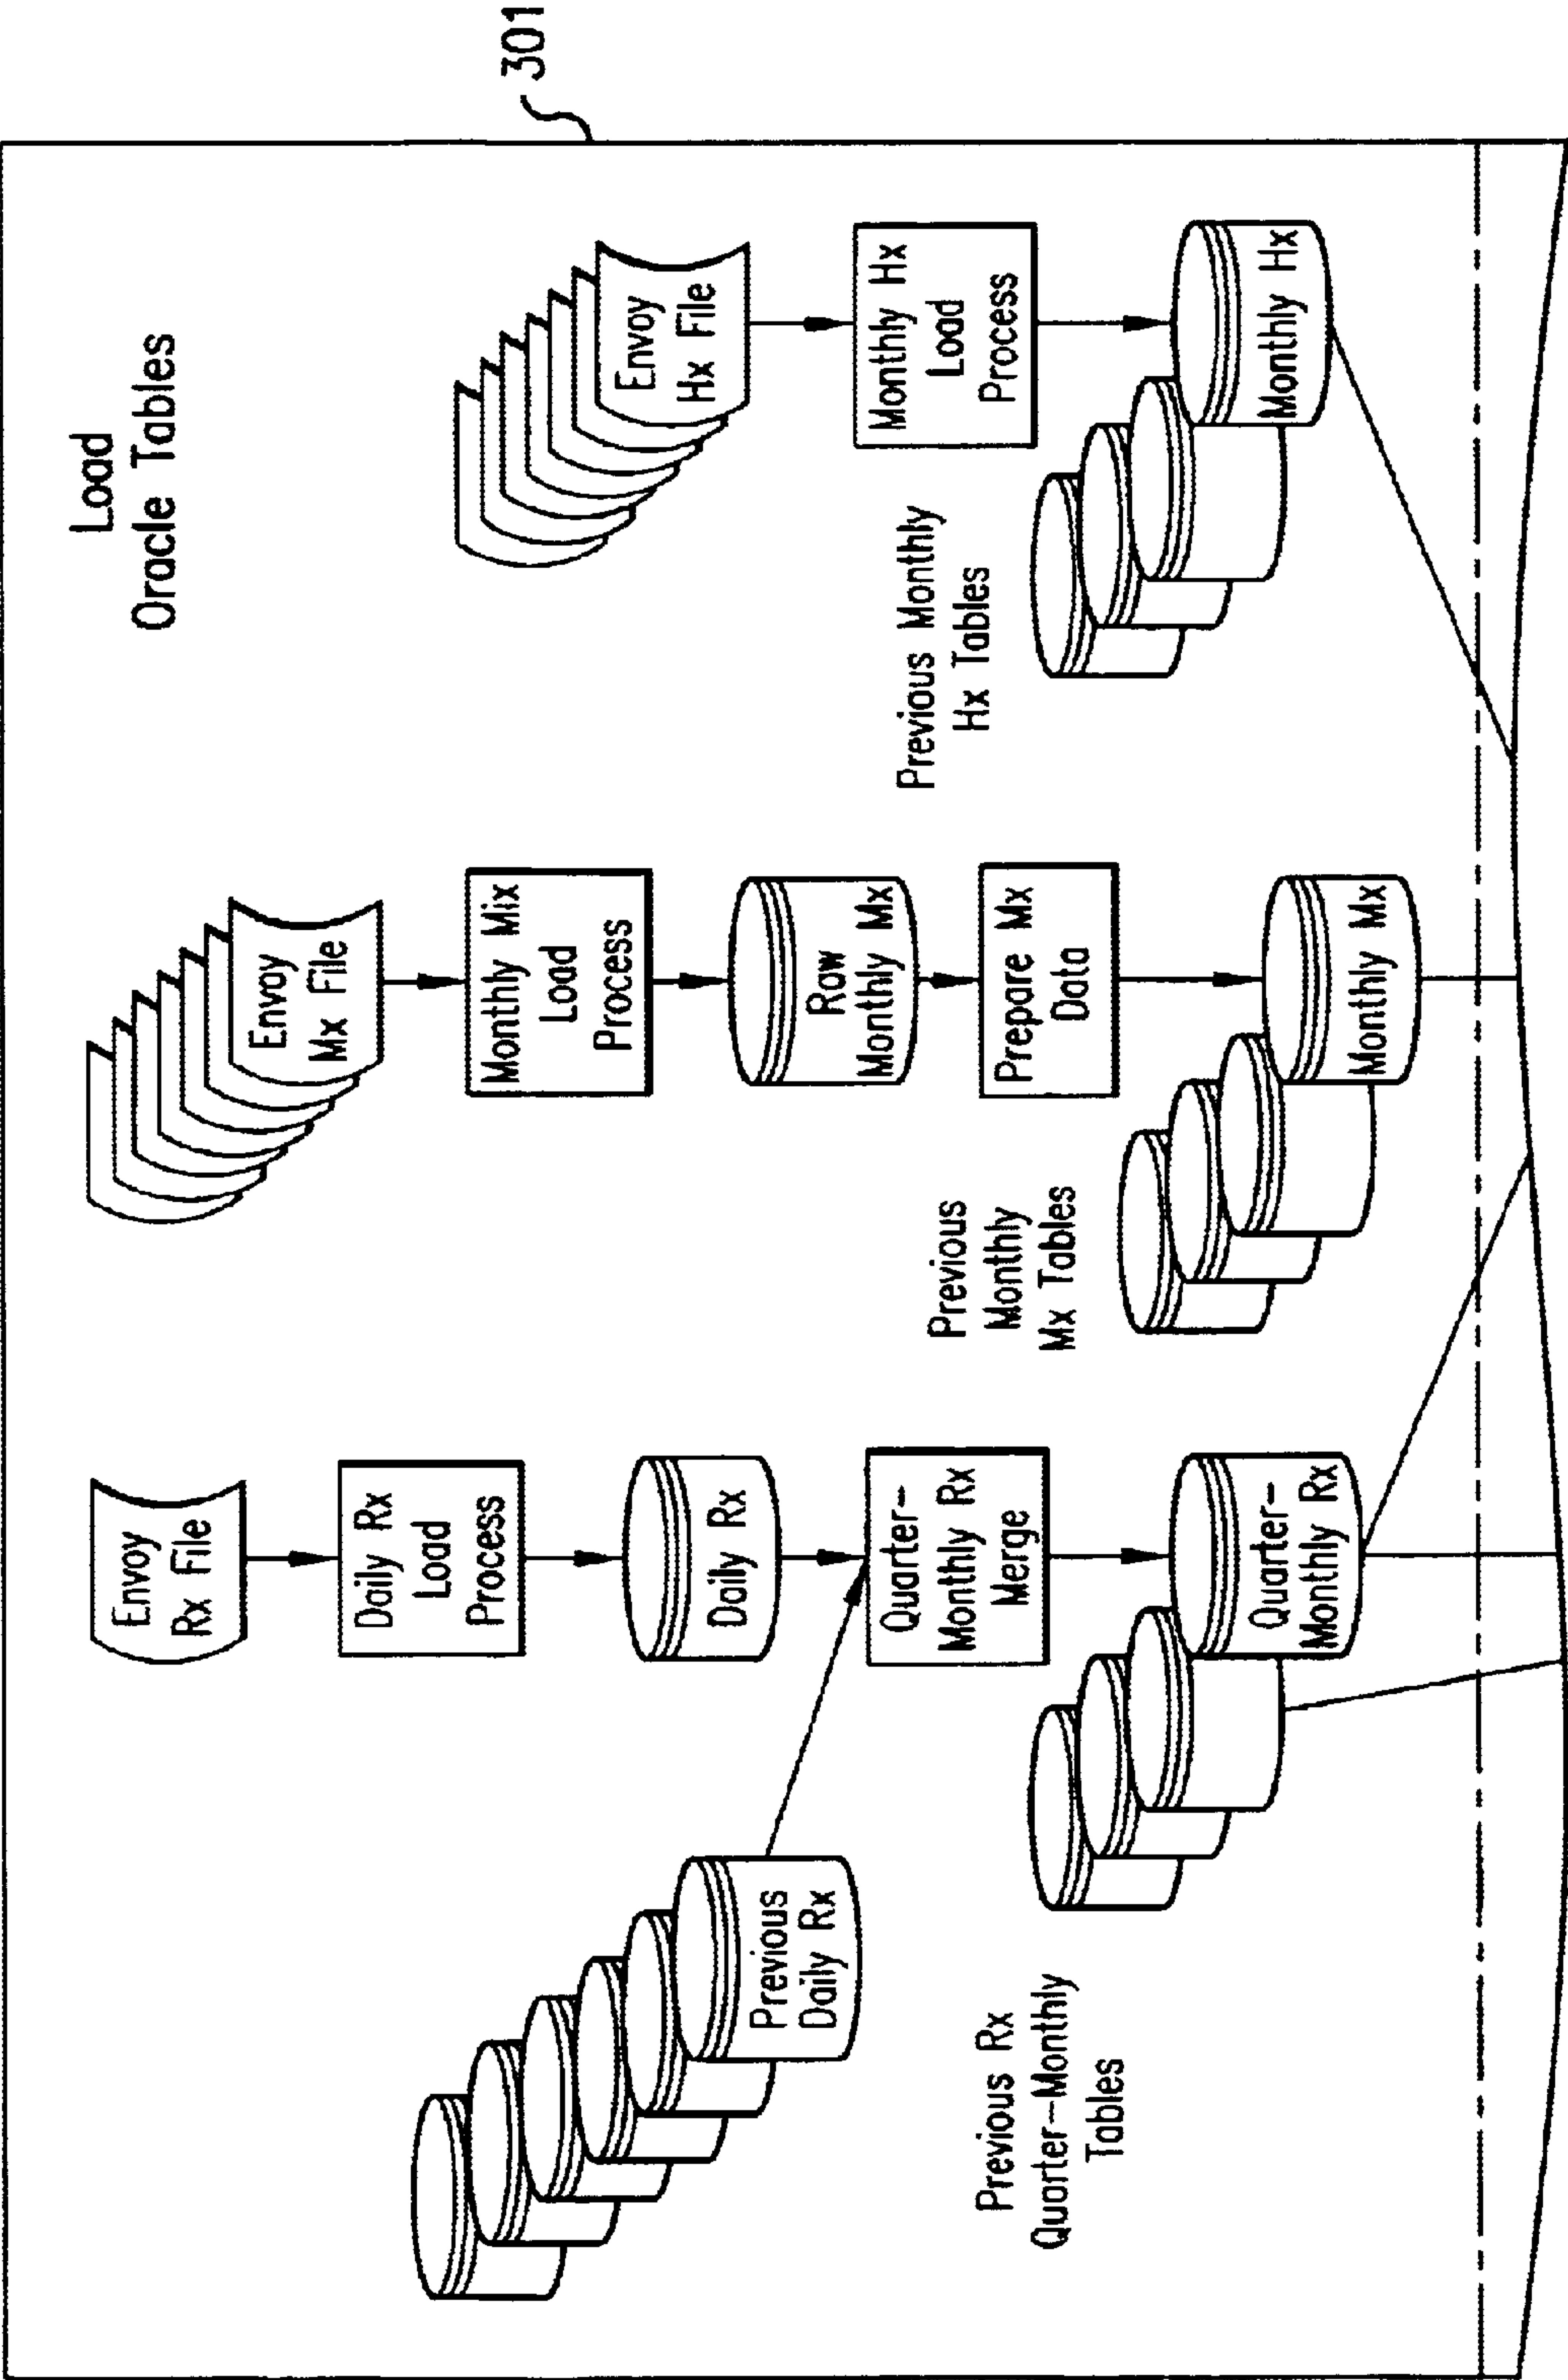 Load
Oracle Tables
301
Envoy
Rx File
Daily Rx
Load
Process
Daily Rx
Previous
Daily Rx
Quarter-
Monthly Rx
Merge
Previous Rx
Quarter-Monthly
Tables
Quarter-
Monthly Rx
Envoy
Mx File
Monthly Mix
Load
Process
Raw
Monthly Mx
Prepare Mx
Data
Previous
Monthly
Mx Tables
Monthly Mx
Envoy
Hx File
Monthly Hx
Load
Process
Previous Monthly
Hx Tables
Monthly Hx